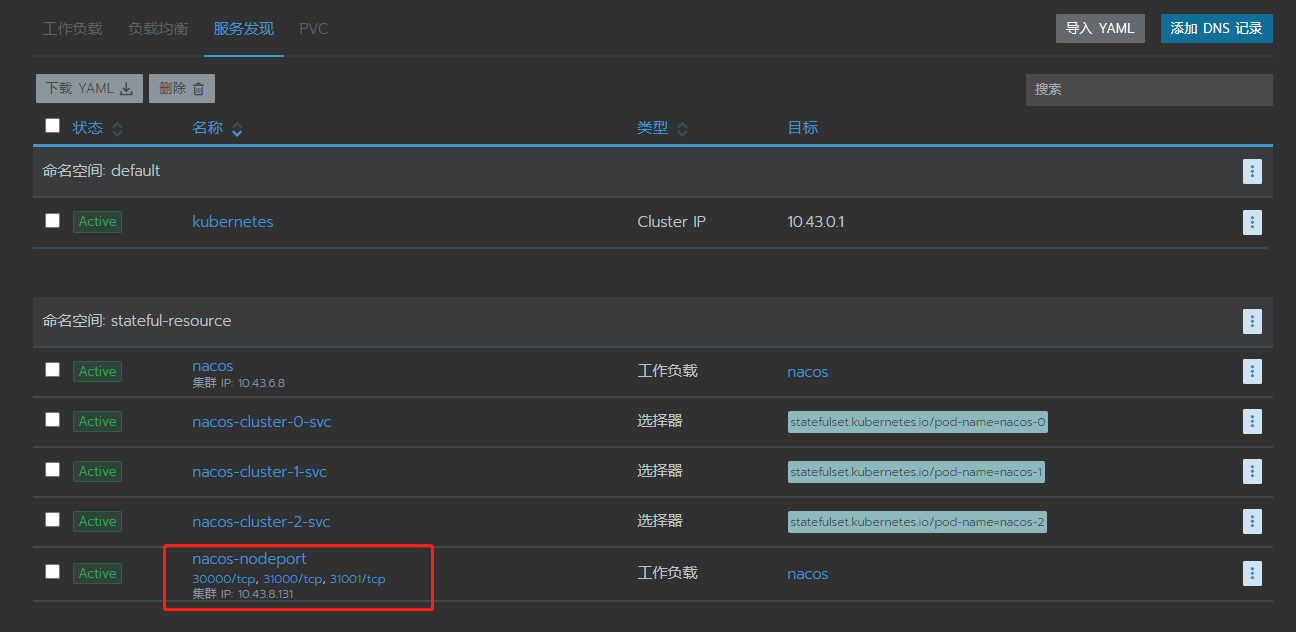 工作负载 负载均衡 服务发现 PVC 导入 YAML 添加 DNS 记录
下载 YAML 删除 搜索
状态 名称 类型 目标
命名空间: default
Active kubernetes Cluster IP 10.43.0.1
命名空间: stateful-resource
Active nacos 工作负载 nacos
集群 IP: 10.43.6.8
Active nacos-cluster-0-svc 选择器 statefulset.kubernetes.io/pod-name=nacos-0
Active nacos-cluster-1-svc 选择器 statefulset.kubernetes.io/pod-name=nacos-1
Active nacos-cluster-2-svc 选择器 statefulset.kubernetes.io/pod-name=nacos-2
Active nacos-nodeport 工作负载 nacos
30000/tcp, 31000/tcp, 31001/tcp
集群 IP: 10.43.8.131